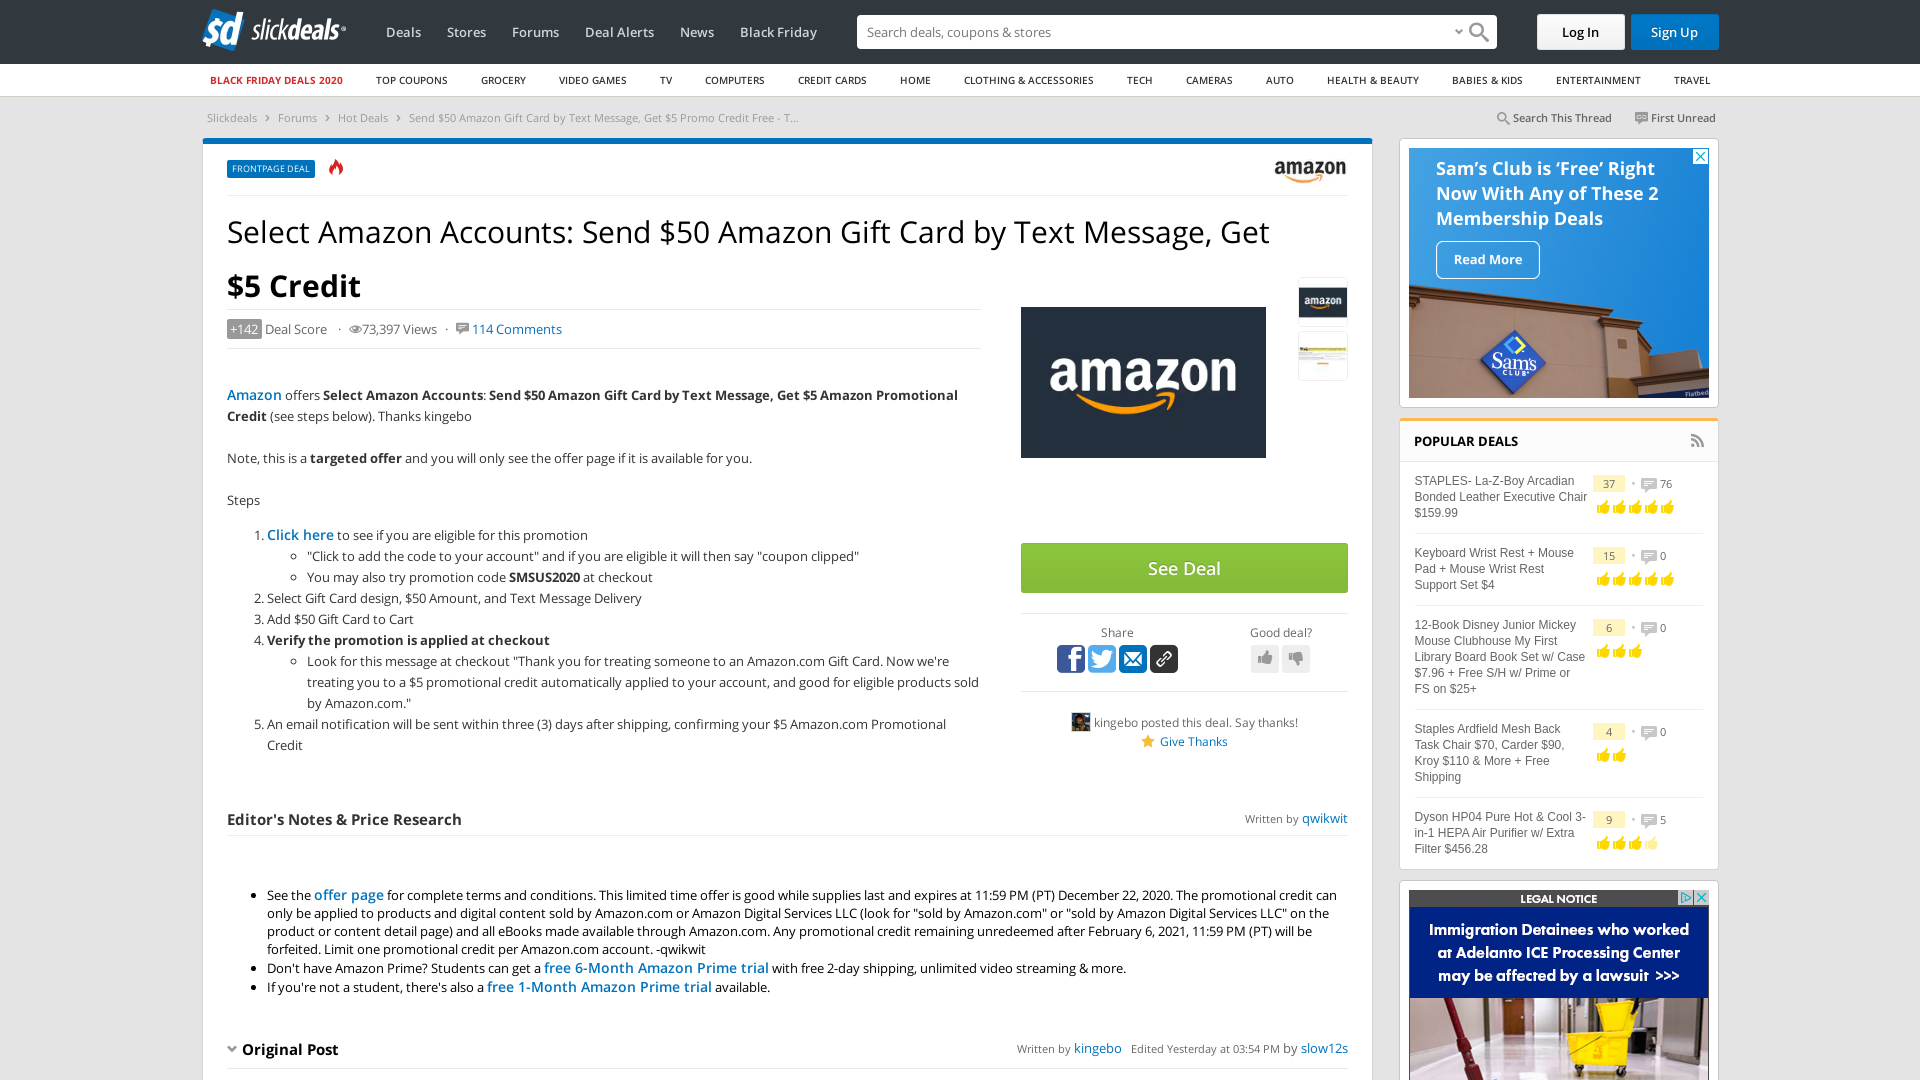 sd slickdeals
Deals
Stores
Forums
Deal Alerts
News
Black Friday
Search deals, coupons & stores
Log In
Sign Up
BLACK FRIDAY DEALS 2020
TOP COUPONS
GROCERY
VIDEO GAMES
TV
COMPUTERS
CREDIT CARDS
HOME
CLOTHING & ACCESSORIES
TECH
CAMERAS
AUTO
HEALTH & BEAUTY
BABIES & KIDS
ENTERTAINMENT
TRAVEL
Slickdeals > Forums > Hot Deals > Send $50 Amazon Gift Card by Text Message, Get $5 Promo Credit Free - T...
Search This Thread
First Unread
FRONTPAGE DEAL
amazon
Select Amazon Accounts: Send $50 Amazon Gift Card by Text Message, Get
$5 Credit
+142 Deal Score · 73,397 Views · 114 Comments
Amazon offers Select Amazon Accounts: Send $50 Amazon Gift Card by Text Message, Get $5 Amazon Promotional
Credit (see steps below). Thanks kingebo
Note, this is a targeted offer and you will only see the offer page if it is available for you.
Steps
1. Click here to see if you are eligible for this promotion
"Click to add the code to your account" and if you are eligible it will then say "coupon clipped"
You may also try promotion code SMSUS2020 at checkout
2. Select Gift Card design, $50 Amount, and Text Message Delivery
3. Add $50 Gift Card to Cart
4. Verify the promotion is applied at checkout
Look for this message at checkout "Thank you for treating someone to an Amazon.com Gift Card. Now we're
treating you to a $5 promotional credit automatically applied to your account, and good for eligible products sold
by Amazon.com."
5. An email notification will be sent within three (3) days after shipping, confirming your $5 Amazon.com Promotional
Credit
amazon
amazon
See Deal
Share
Good deal?
kingebo posted this deal. Say thanks!
Give Thanks
Editor's Notes & Price Research
Written by qwikwit
See the offer page for complete terms and conditions. This limited time offer is good while supplies last and expires at 11:59 PM (PT) December 22, 2020. The promotional credit can
only be applied to products and digital content sold by Amazon.com or Amazon Digital Services LLC (look for "sold by Amazon.com" or "sold by Amazon Digital Services LLC" on the
product or content detail page) and all eBooks made available through Amazon.com. Any promotional credit remaining unredeemed after February 6, 2021, 11:59 PM (PT) will be
forfeited. Limit one promotional credit per Amazon.com account. -qwikwit
Don't have Amazon Prime? Students can get a free 6-Month Amazon Prime trial with free 2-day shipping, unlimited video streaming & more.
If you're not a student, there's also a free 1-Month Amazon Prime trial available.
Original Post
Written by kingebo Edited Yesterday at 03:54 PM by slow12s
Sam's Club is 'Free' Right
Now With Any of These 2
Membership Deals
Read More
Sam's
CLUB
Flatbed
POPULAR DEALS
STAPLES- La-Z-Boy Arcadian
Bonded Leather Executive Chair
$159.99
37 • 76
Keyboard Wrist Rest + Mouse
Pad + Mouse Wrist Rest
Support Set $4
15 • 0
12-Book Disney Junior Mickey
Mouse Clubhouse My First
Library Board Book Set w/ Case
$7.96 + Free S/H w/ Prime or
FS on $25+
6 • 0
Staples Ardfield Mesh Back
Task Chair $70, Carder $90,
Kroy $110 & More + Free
Shipping
4 • 0
Dyson HP04 Pure Hot & Cool 3-
in-1 HEPA Air Purifier w/ Extra
Filter $456.28
9 • 5
LEGAL NOTICE
Immigration Detainees who worked
at Adelanto ICE Processing Center
may be affected by a lawsuit >>>